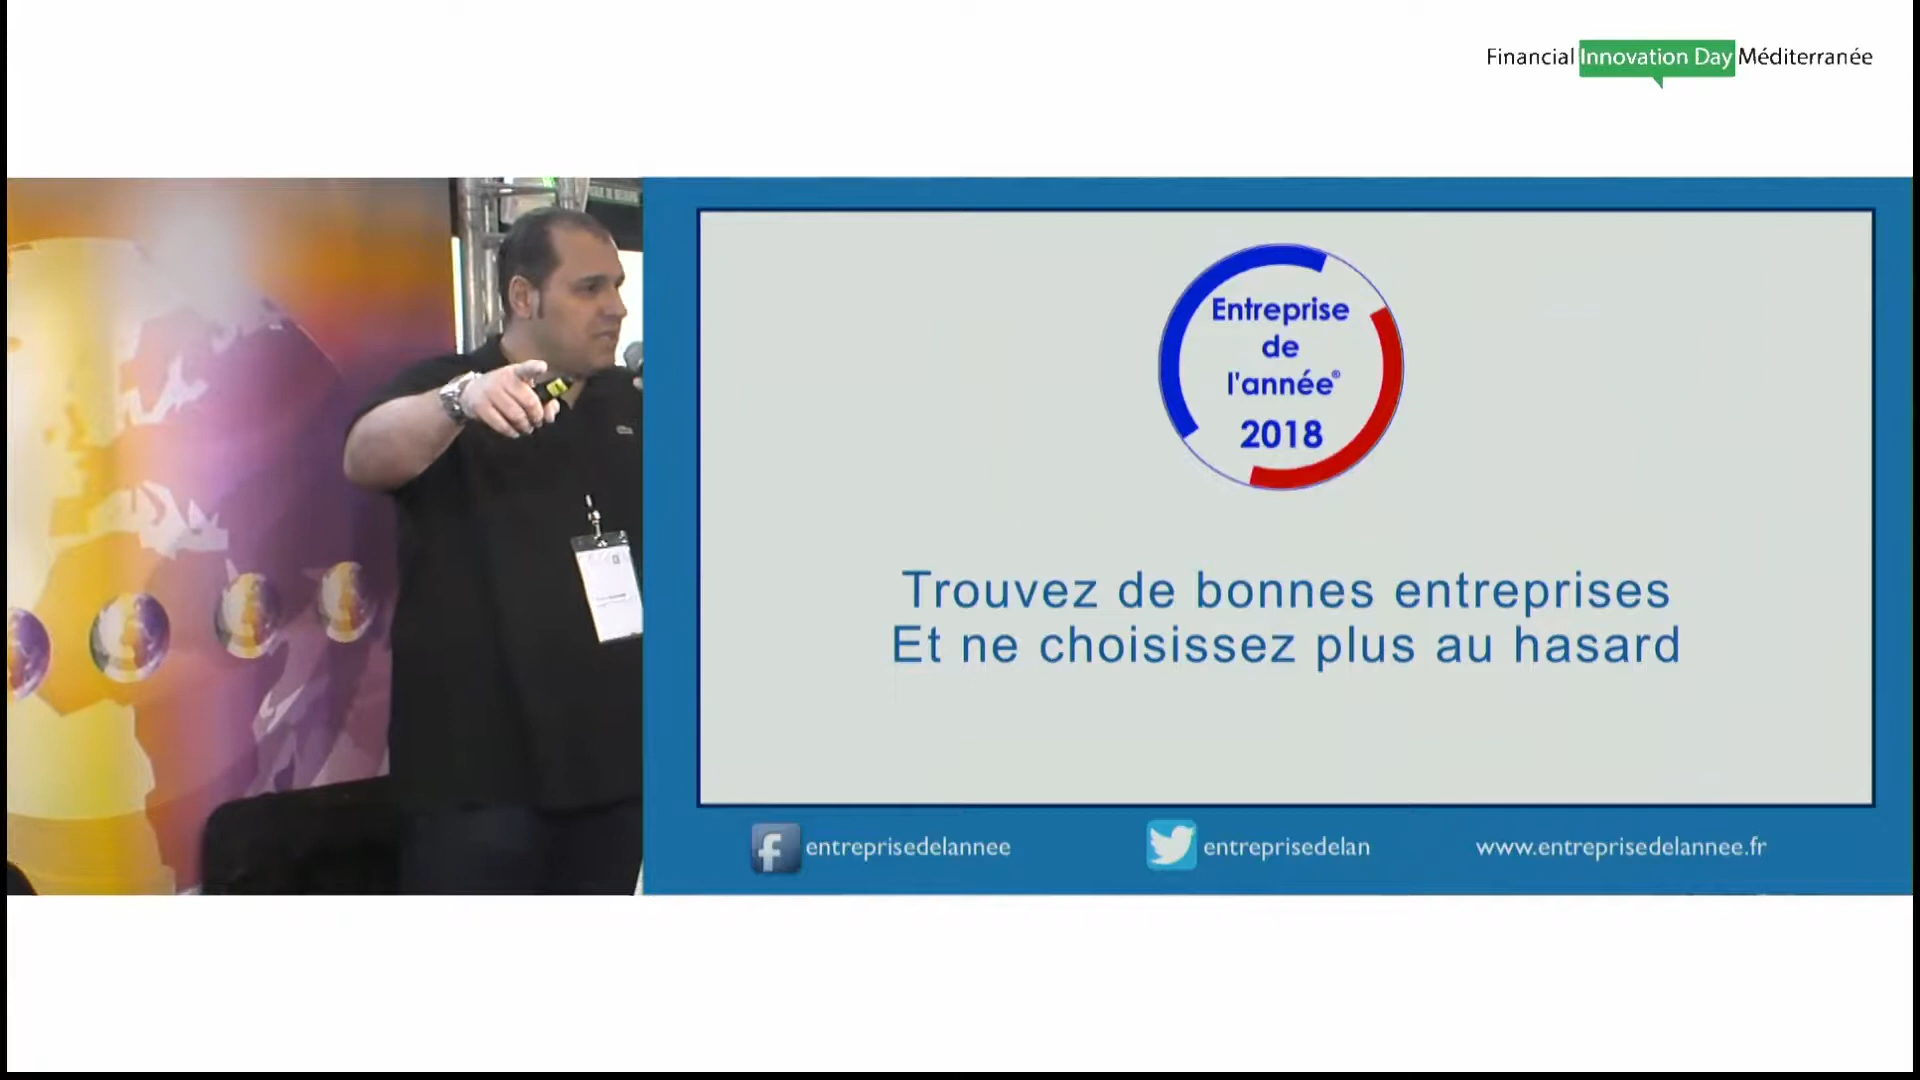 Financial Innovation Day Méditerranée
Entreprise
de
l'année®
2018
Trouvez de bonnes entreprises
Et ne choisissez plus au hasard
entreprisedelannee
entreprisedelan
www.entreprisedelannee.fr